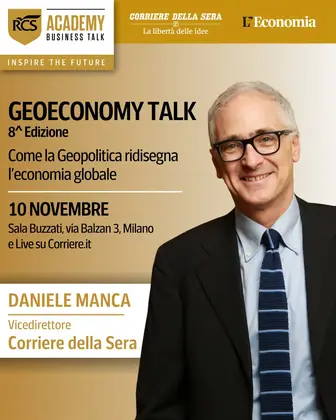 RCS ACADEMY
BUSINESS TALK
INSPIRE THE FUTURE
CORRIERE DELLA SERA
La libertà delle idee
L'Economia
GEOECONOMY TALK
8^ Edizione
Come la Geopolitica ridisegna
l'economia globale
10 NOVEMBRE
Sala Buzzati, via Balzan 3, Milano
e Live su Corriere.it
DANIELE MANCA
Vicedirettore
Corriere della Sera